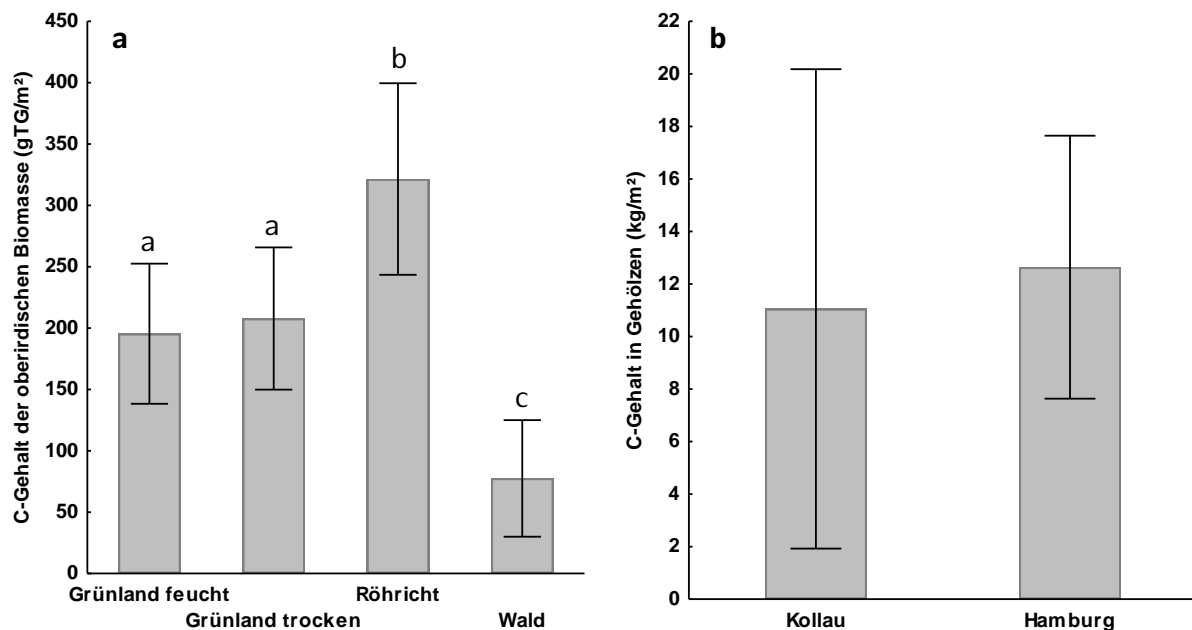 a
C-Gehalt der oberirdischen Biomasse (gTG/m²)
450
400
350
300
250
200
150
100
50
0
a
a
b
c
Grünland feucht
Röhricht
Grünland trocken
Wald
b
C-Gehalt in Gehölzen (kg/m²)
22
20
18
16
14
12
10
8
6
4
2
0
Kollau
Hamburg